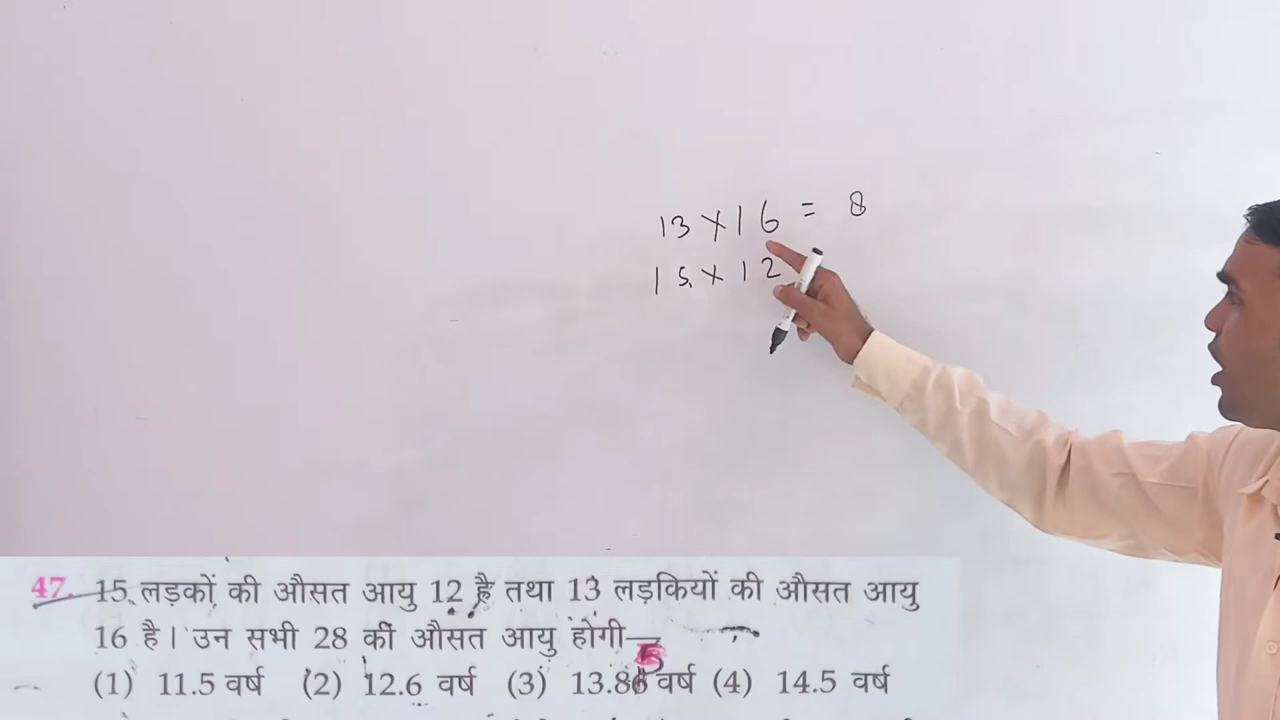 13 × 16 = 8
15 × 12
47. 15 लड़कों की औसत आयु 12 है तथा 13 लड़कियों की औसत आयु
16 है। उन सभी 28 की औसत आयु होगी—
(1) 11.5 वर्ष (2) 12.6 वर्ष (3) 13.85 वर्ष (4) 14.5 वर्ष